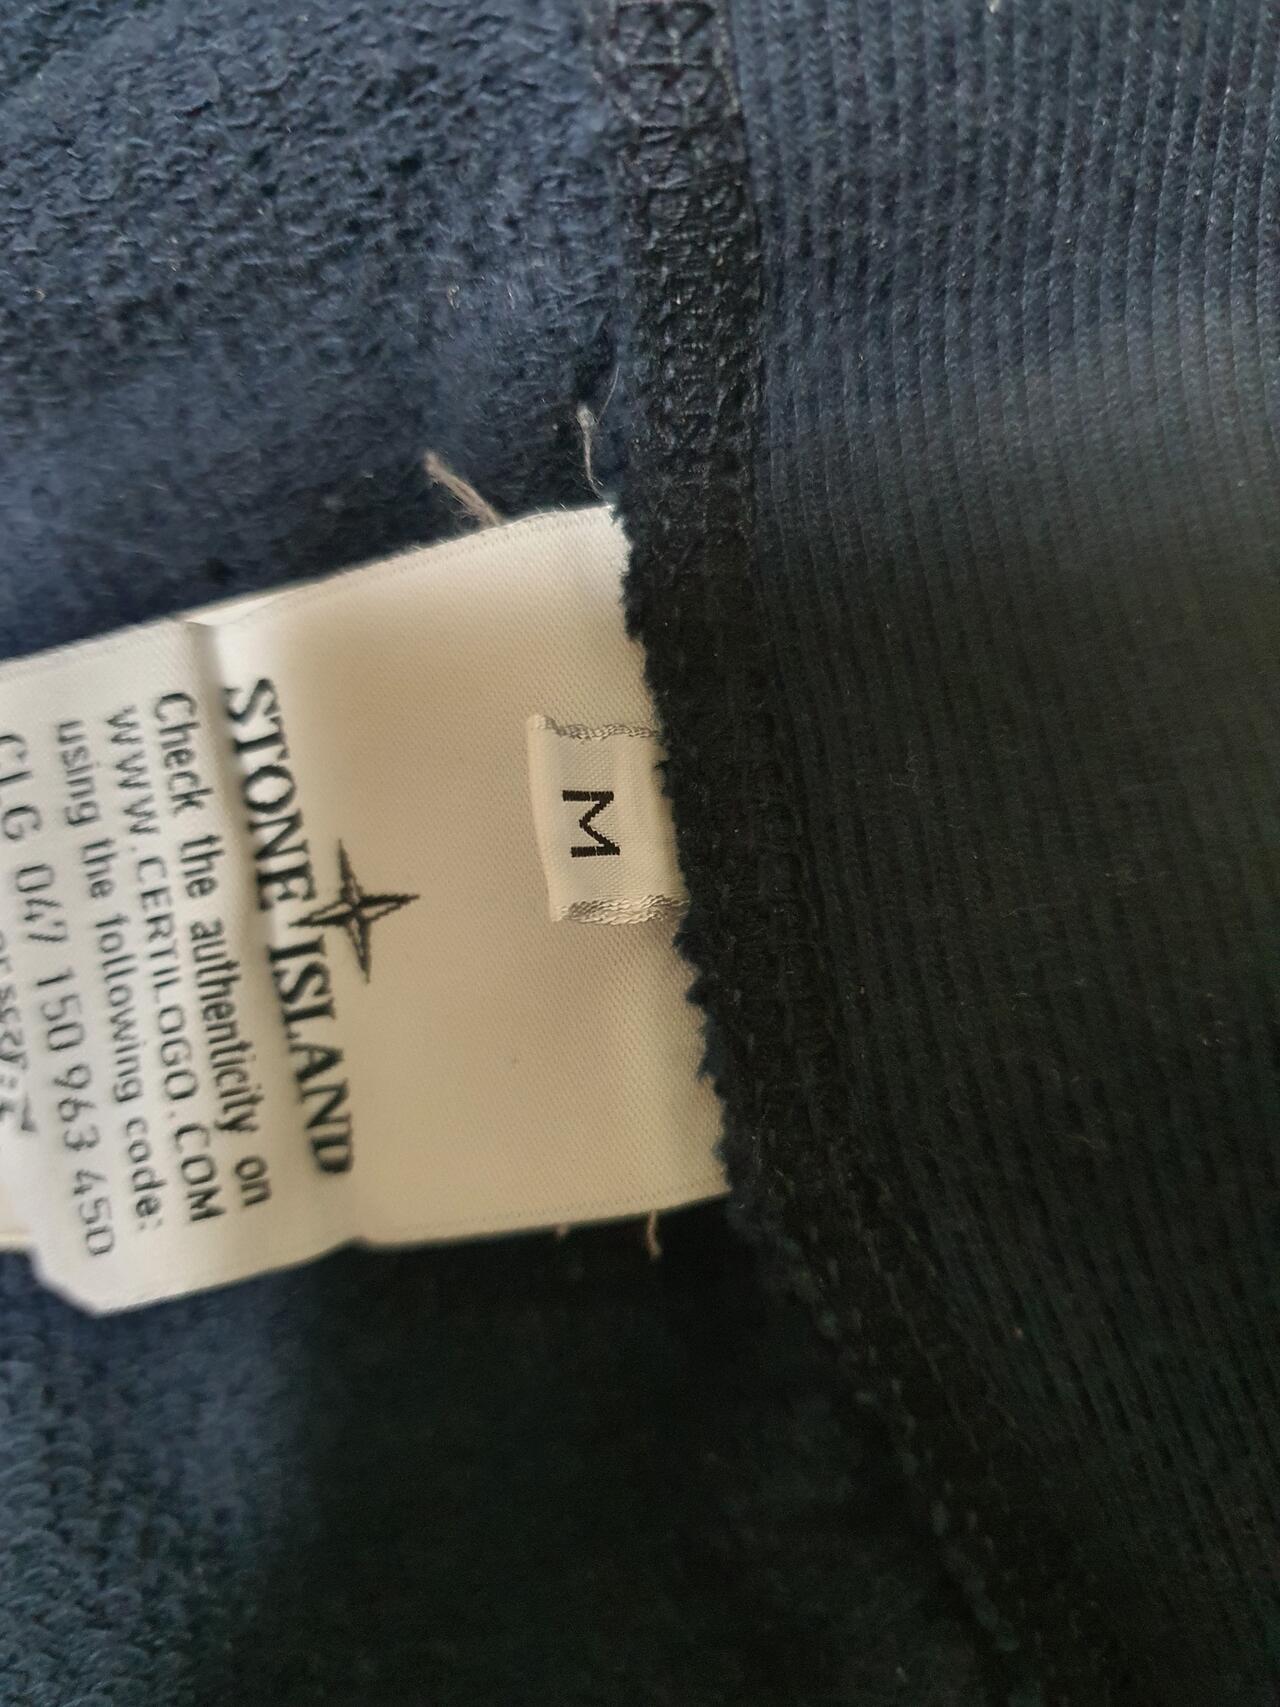 M
STONE ISLAND
Check the authenticity on
WWW.CERTILOGO.COM
using the following code:
CLG 047 150 963 450